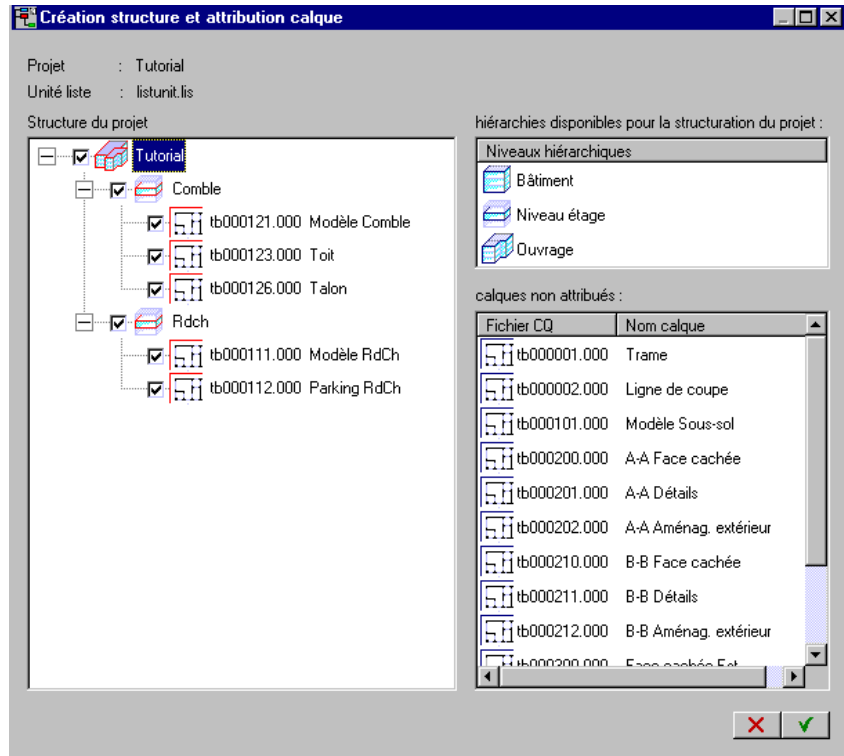 Création structure et attribution calque
Projet : Tutorial
Unité liste : listunit.lis
Structure du projet
Tutorial
Comble
tb000121.000 Modèle Comble
tb000123.000 Toit
tb000126.000 Talon
Rdch
tb000111.000 Modèle RdCh
tb000112.000 Parking RdCh
hiérarchies disponibles pour la structuration du projet :
Niveaux hiérarchiques
Bâtiment
Niveau étage
Ouvrage
calques non attribués :
Fichier CQ Nom calque
tb000001.000 Trame
tb000002.000 Ligne de coupe
tb000101.000 Modèle Sous-sol
tb000200.000 A-A Face cachée
tb000201.000 A-A Détails
tb000202.000 A-A Aménag. extérieur
tb000210.000 B-B Face cachée
tb000211.000 B-B Détails
tb000212.000 B-B Aménag. extérieur
tb000300.000 Face cachée